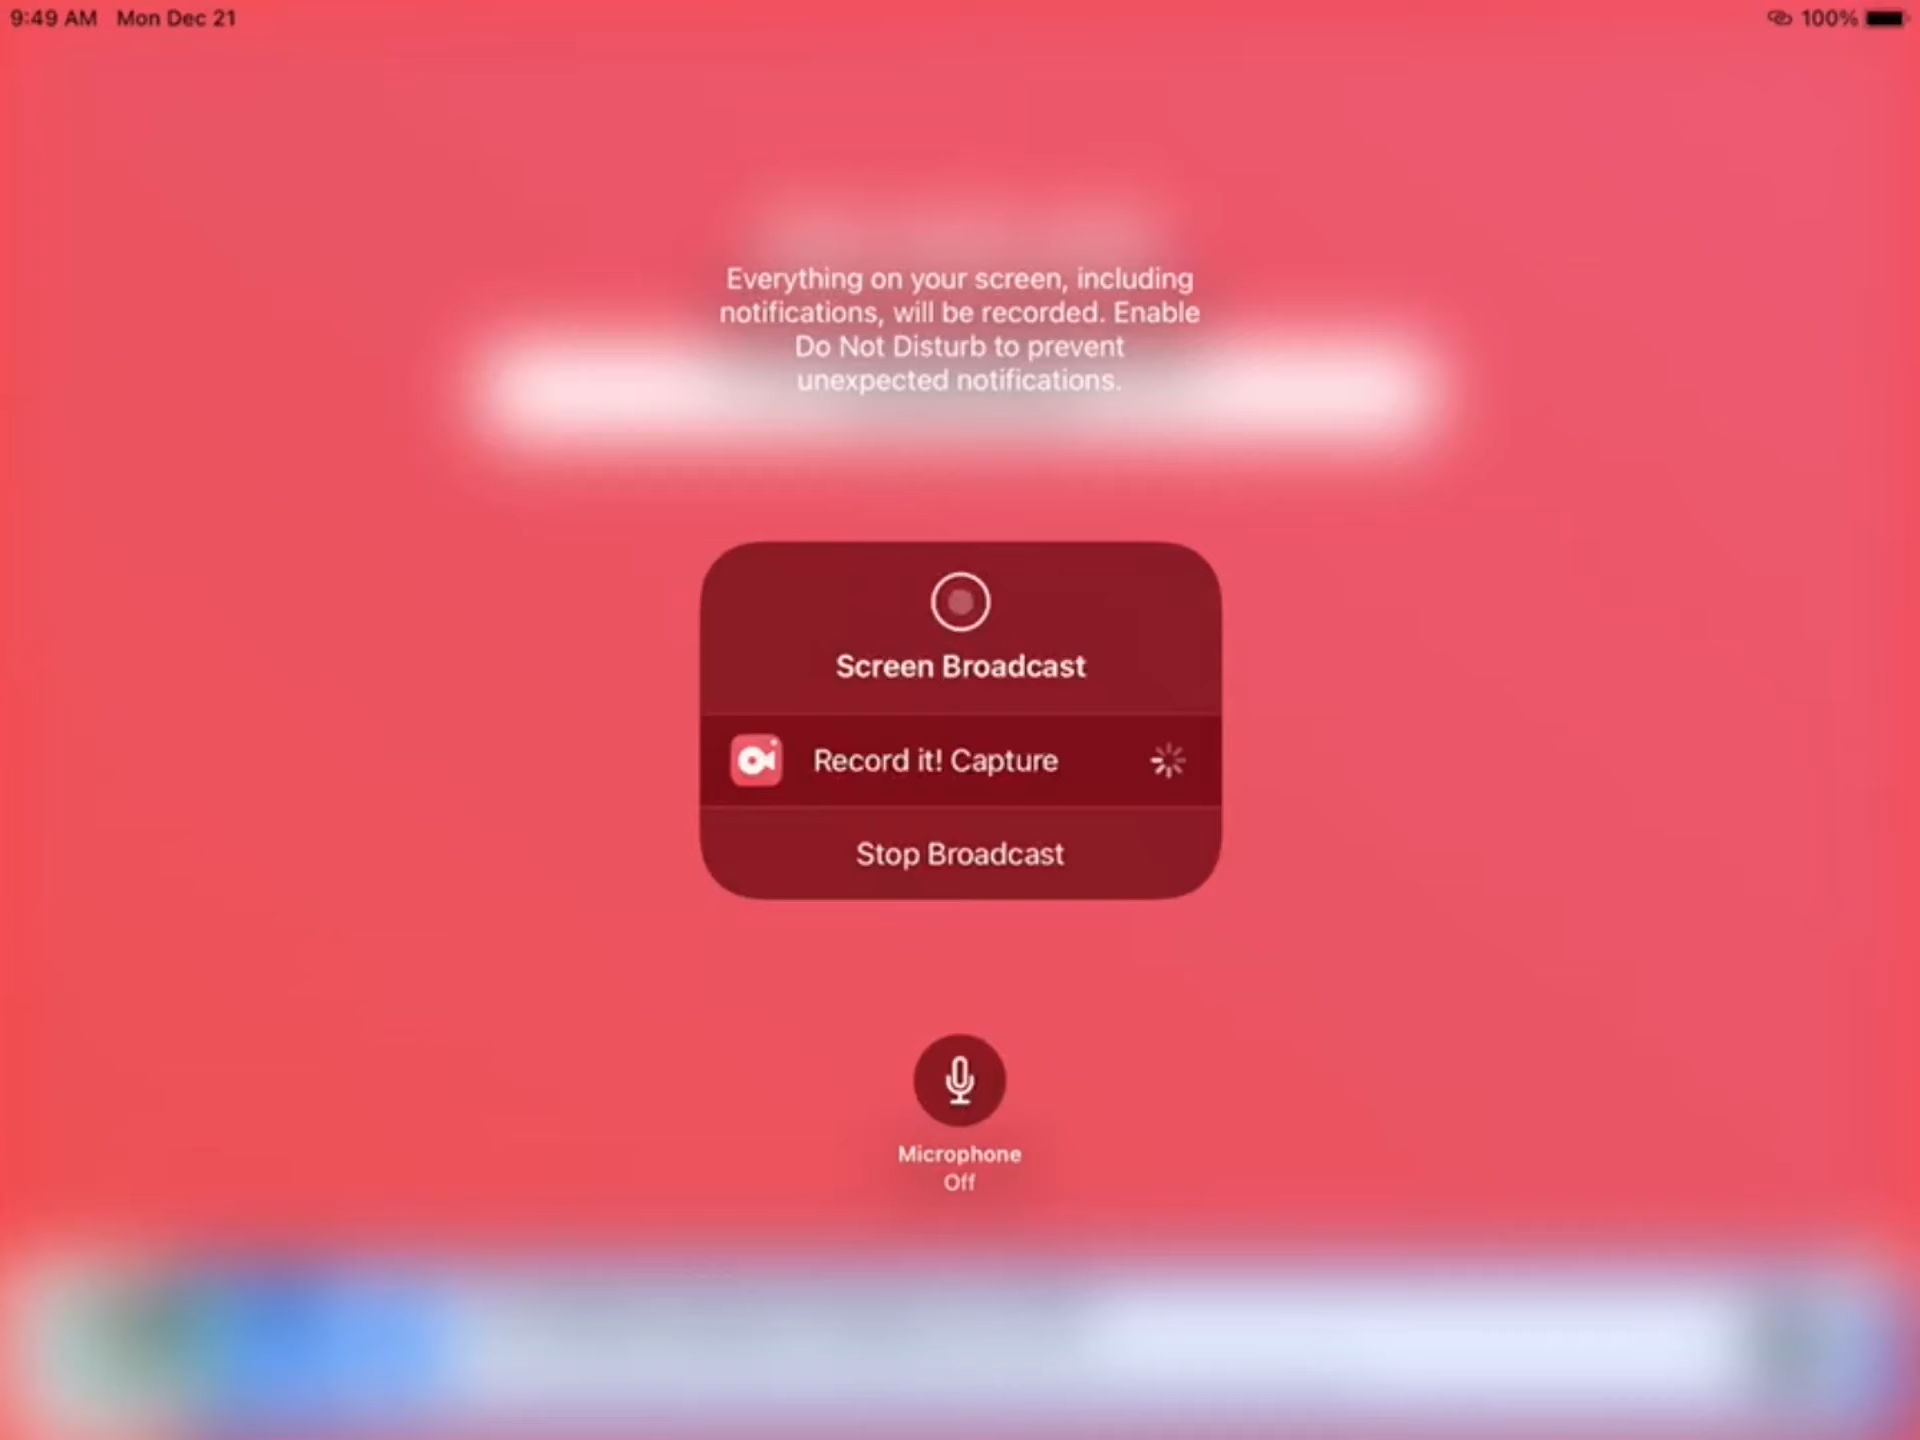 9:49 AM Mon Dec 21
100%
Everything on your screen, including
notifications, will be recorded. Enable
Do Not Disturb to prevent
unexpected notifications.
Screen Broadcast
Record it! Capture
Stop Broadcast
Microphone
Off